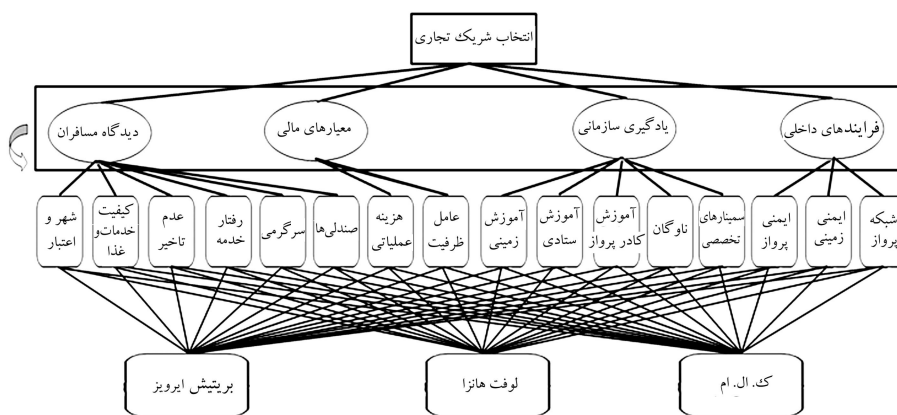 انتخاب شریک تجاری
فرایندهای داخلی
یادگیری سازمانی
معیارهای مالی
دیدگاه مسافران
شبکه
پرواز
ایمنی
زمینی
ایمنی
پرواز
سمینارهای
تخصصی
ناوگان
آموزش
کادر پرواز
آموزش
ستادی
آموزش
زمینی
عامل
ظرفیت
هزینه
عملیاتی
صندلی‌ها
سرگرمی
رفتار
خدمه
عدم
تاخیر
کیفیت
خدمات و
غذا
شهر و
اعتبار
ک. ال. ام
لوفت هانزا
بریتیش ایرویز